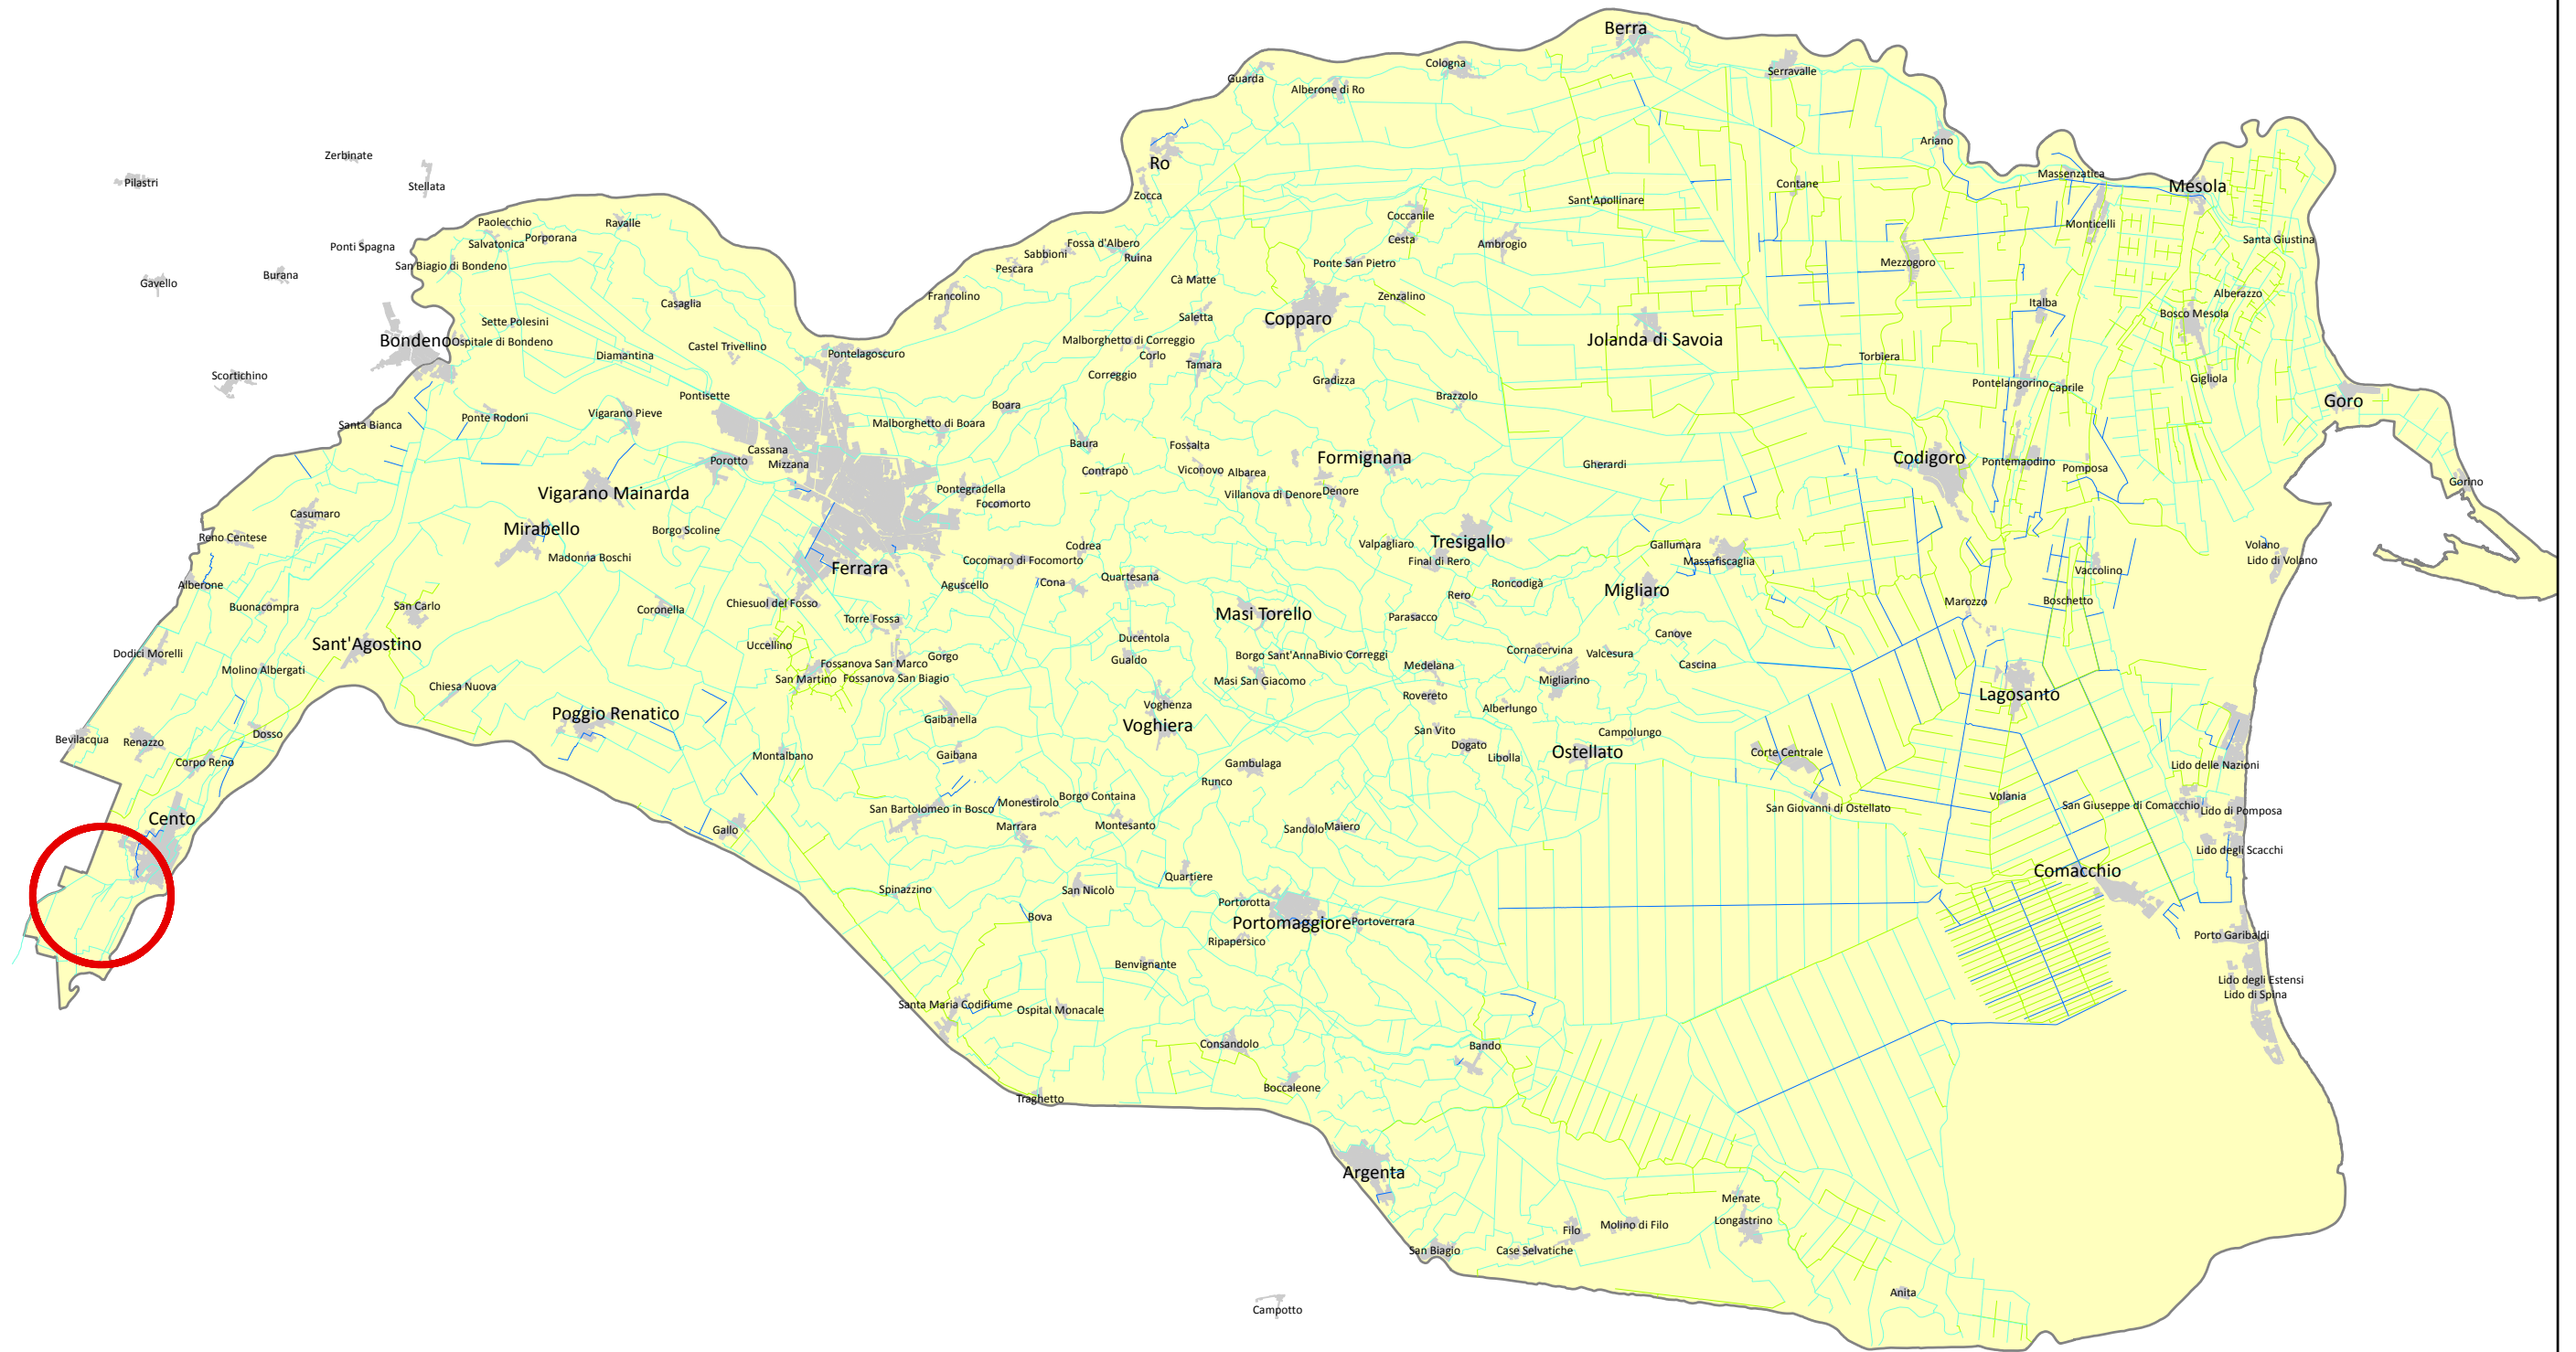 Berra
Cologna
Serravalle
Guarda
Alberone di Ro
Ariano
Zerbinate
Ro
Massenzatica
Pilastri
Stellata
Contane
Mesola
Zocca
Sant'Apollinare
Coccanile
Paolecchio
Ravalle
Monticelli
Salvatonica
Porporana
Cesta
Santa Giustina
Ponti Spagna
Fossa d'Albero
Ambrogio
Sabbioni
Ruina
San Biagio di Bondeno
Pescara
Ponte San Pietro
Mezzogoro
Burana
Gavello
Cà Matte
Alberazzo
Francolino
Zenzalino
Casaglia
Italba
Bosco Mesola
Sette Polesini
Saletta
Copparo
Bondeno
Ospitale di Bondeno
Malborghetto di Correggio
Jolanda di Savoia
Castel Trivellino
Diamantina
Pontelagoscuro
Corlo
Torbiera
Tamara
Scortichino
Correggio
Gradizza
Gigliola
Pontelangorino
Caprile
Pontisette
Brazzolo
Goro
Boara
Vigarano Pieve
Ponte Rodoni
Santa Bianca
Malborghetto di Boara
Baura
Fossalta
Cassana
Porotto
Mizzana
Formignana
Codigoro
Gherardi
Pontemaodino
Pomposa
Contrapò
Viconovo
Albarea
Gorino
Vigarano Mainarda
Pontegradella
Villanova di Denore
Denore
Focomorto
Casumaro
Mirabello
Borgo Scoline
Reno Centese
Tresigallo
Codrea
Valpagliaro
Gallumara
Volano
Madonna Boschi
Cocomaro di Focomorto
Final di Rero
Massafiscaglia
Lido di Volano
Ferrara
Vaccolino
Quartesana
Alberone
Aguscello
Cona
Roncodigà
Migliaro
Rero
Marozzo
Boschetto
Chiesuol del Fosso
San Carlo
Buonacompra
Coronella
Masi Torello
Parasacco
Torre Fossa
Canove
Sant'Agostino
Ducentola
Uccellino
Cornacervina
Valcesura
Dodici Morelli
Gorgo
Gualdo
Borgo Sant'Anna
Bivio Correggi
Fossanova San Marco
Medelana
Cascina
Molino Albergati
San Martino
Fossanova San Biagio
Masi San Giacomo
Migliarino
Chiesa Nuova
Lagosanto
Rovereto
Voghenza
Alberlungo
Poggio Renatico
Gaibanella
Voghiera
San Vito
Campolungo
Dosso
Bevilacqua
Renazzo
Dogato
Ostellato
Corte Centrale
Gaibana
Montalbano
Libolla
Corpo Reno
Gambulaga
Lido delle Nazioni
Runco
Borgo Containa
Volania
Monestirolo
San Bartolomeo in Bosco
San Giovanni di Ostellato
San Giuseppe di Comacchio
Lido di Pomposa
Cento
Marrara
Montesanto
Sandolo
Maiero
Gallo
Lido degli Scacchi
Comacchio
Quartiere
Spinazzino
San Nicolò
Portorotta
Bova
Portomaggiore
Portoverrara
Porto Garibaldi
Ripapersico
Benvignante
Lido degli Estensi
Lido di Spina
Santa Maria Codifiume
Ospital Monacale
Consandolo
Bando
Boccaleone
Traghetto
Argenta
Menate
Longastrino
Molino di Filo
Filo
San Biagio
Case Selvatiche
Anita
Campotto